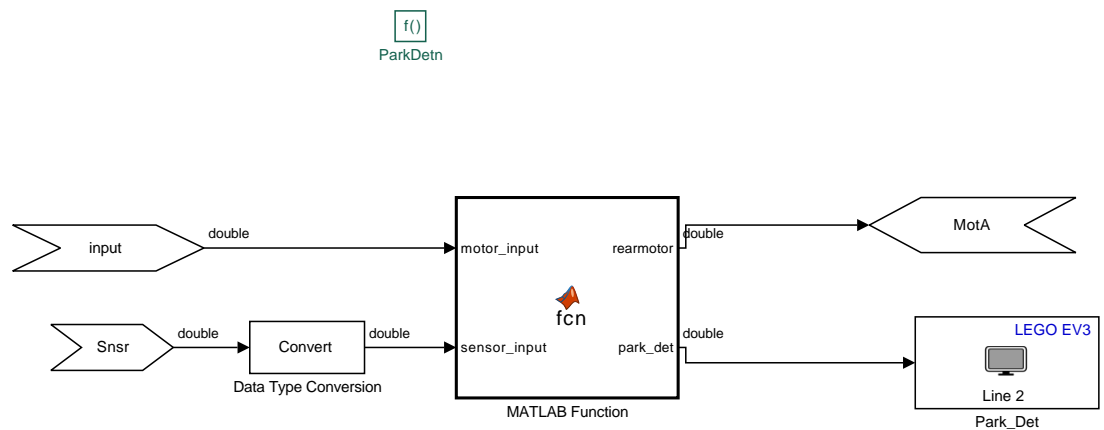 f()
ParkDetn
input
double
motor_input
rearmotor
double
MotA
fcn
Snsr
double
Convert
double
sensor_input
park_det
double
LEGO EV3
Line 2
Data Type Conversion
MATLAB Function
Park_Det